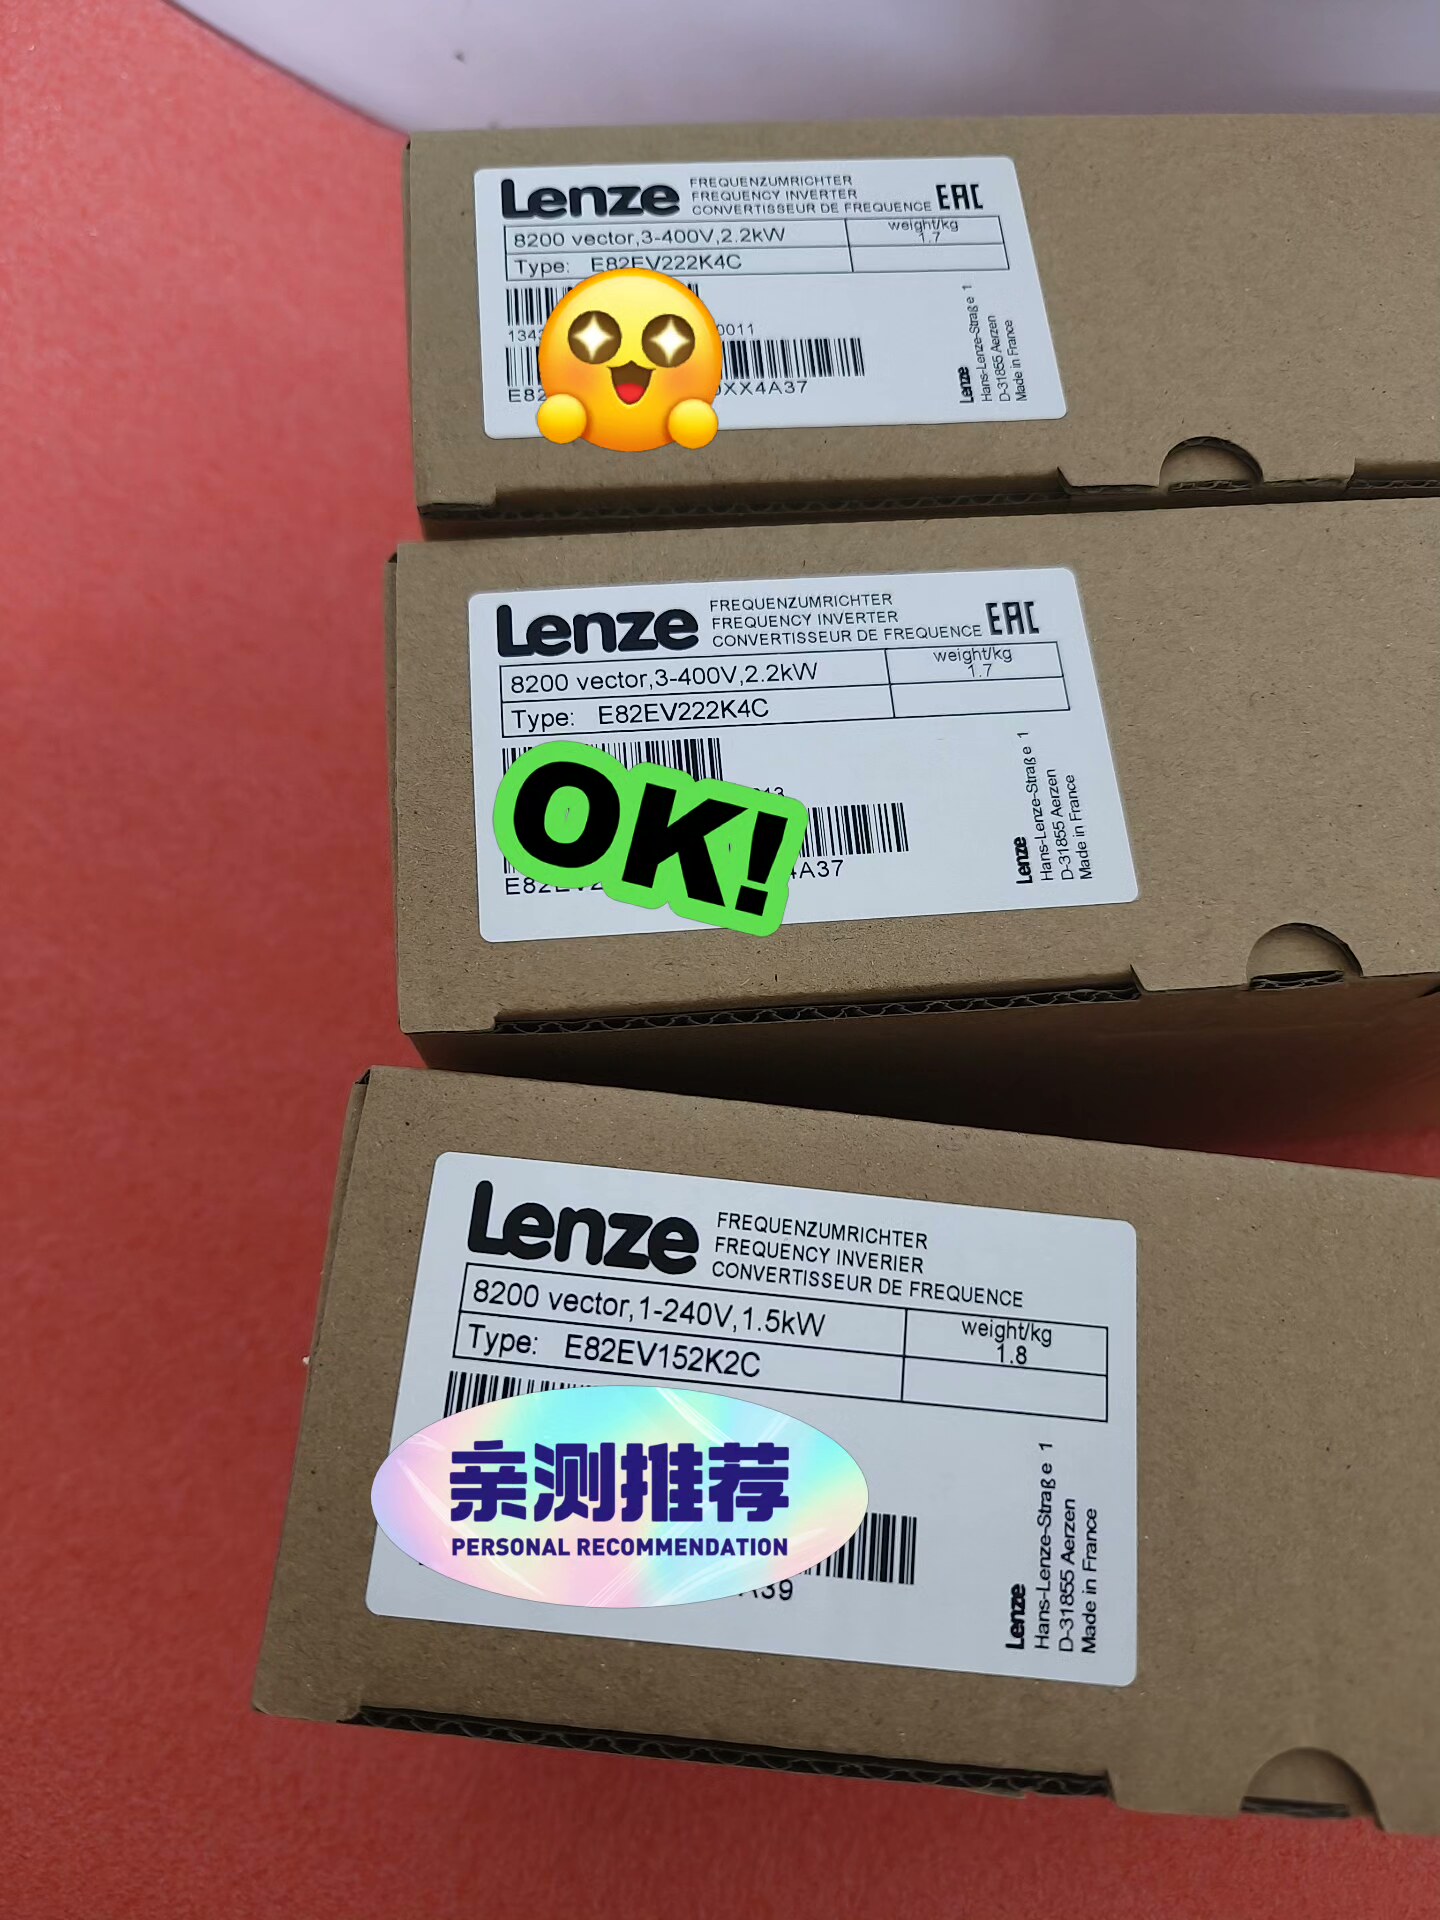 Lenze
FREQUENZUMRICHTER
FREQUENCY INVERTER
CONVERTISSEUR DE FREQUENCE
EAC
8200 vector,3-400V,2.2kW
weight/kg
1.7
Type: E82EV222K4C
0011
E82
XX4A37
Lenze
Hans-Lenze-Straße 1
D-31855 Aerzen
Made in France
Lenze
FREQUENZUMRICHTER
FREQUENCY INVERTER
CONVERTISSEUR DE FREQUENCE
EAC
8200 vector,3-400V,2.2kW
weight/kg
1.7
Type: E82EV222K4C
OK!
4A37
Lenze
Hans-Lenze-Straße 1
D-31855 Aerzen
Made in France
Lenze
FREQUENZUMRICHTER
FREQUENCY INVERIER
CONVERTISSEUR DE FREQUENCE
8200 vector,1-240V,1.5kW
weight/kg
1.8
Type: E82EV152K2C
亲测推荐
PERSONAL RECOMMENDATION
A39
Lenze
Hans-Lenze-Straße 1
D-31855 Aerzen
Made in France